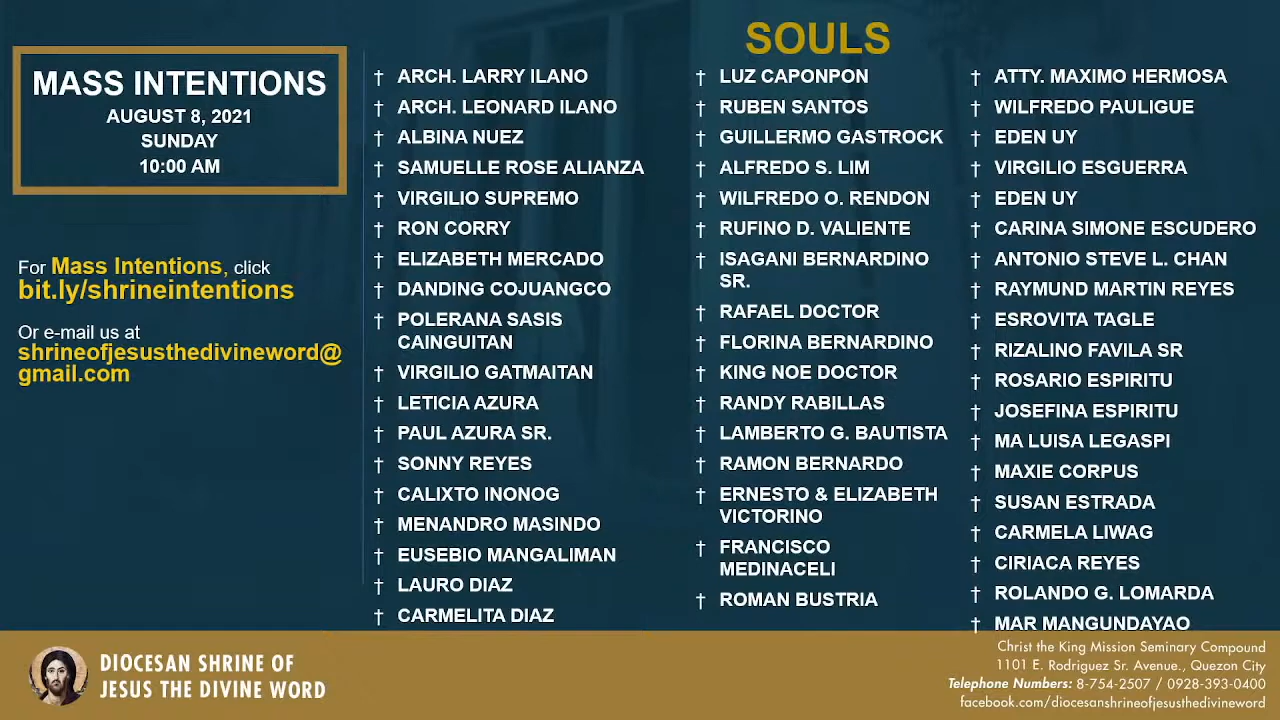 MASS INTENTIONS
AUGUST 8, 2021
SUNDAY
10:00 AM
For Mass Intentions, click
bit.ly/shrineintentions
Or e-mail us at
shrineofjesusthedivineword@
gmail.com
SOULS
† ARCH. LARRY ILANO
† ARCH. LEONARD ILANO
† ALBINA NUEZ
† SAMUELLE ROSE ALIANZA
† VIRGILIO SUPREMO
† RON CORRY
† ELIZABETH MERCADO
† DANDING COJUANGCO
† POLERANA SASIS
CAINGUITAN
† VIRGILIO GATMAITAN
† LETICIA AZURA
† PAUL AZURA SR.
† SONNY REYES
† CALIXTO INONOG
† MENANDRO MASINDO
† EUSEBIO MANGALIMAN
† LAURO DIAZ
† CARMELITA DIAZ
† LUZ CAPONPON
† RUBEN SANTOS
† GUILLERMO GASTROCK
† ALFREDO S. LIM
† WILFREDO O. RENDON
† RUFINO D. VALIENTE
† ISAGANI BERNARDINO
SR.
† RAFAEL DOCTOR
† FLORINA BERNARDINO
† KING NOE DOCTOR
† RANDY RABILLAS
† LAMBERTO G. BAUTISTA
† RAMON BERNARDO
† ERNESTO & ELIZABETH
VICTORINO
† FRANCISCO
MEDINACELI
† ROMAN BUSTRIA
† ATTY. MAXIMO HERMOSA
† WILFREDO PAULIGUE
† EDEN UY
† VIRGILIO ESGUERRA
† EDEN UY
† CARINA SIMONE ESCUDERO
† ANTONIO STEVE L. CHAN
† RAYMUND MARTIN REYES
† ESROVITA TAGLE
† RIZALINO FAVILA SR
† ROSARIO ESPIRITU
† JOSEFINA ESPIRITU
† MA LUISA LEGASPI
† MAXIE CORPUS
† SUSAN ESTRADA
† CARMELA LIWAG
† CIRIACA REYES
† ROLANDO G. LOMARDA
† MAR MANGUNDAYAO
DIOCESAN SHRINE OF
JESUS THE DIVINE WORD
Christ the King Mission Seminary Compound
1101 E. Rodriguez Sr. Avenue., Quezon City
Telephone Numbers: 8-754-2507 / 0928-393-0400
facebook.com/diocesanshrineofjesusthedivineword